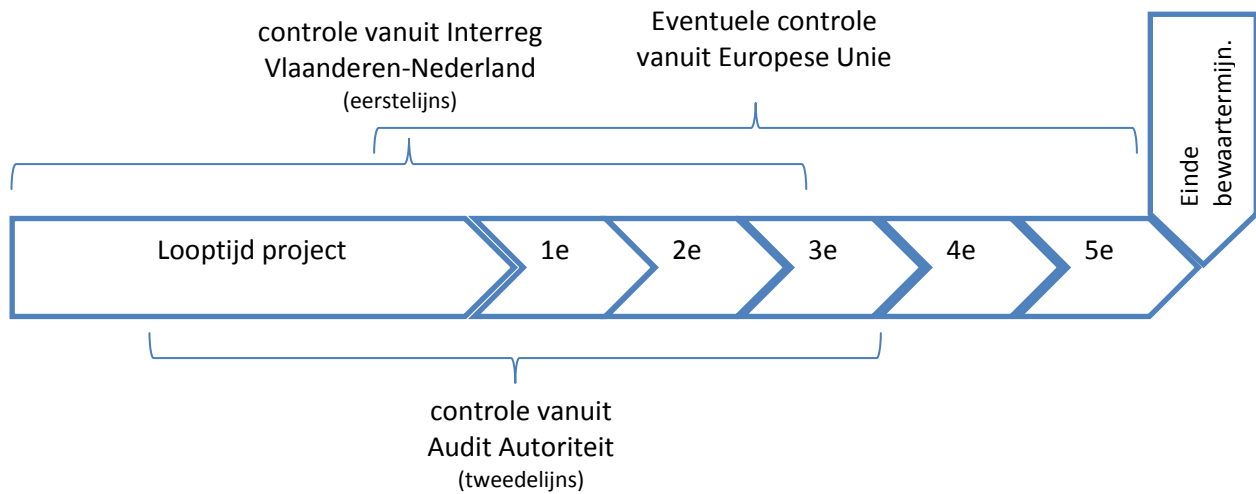 controle vanuit Interreg
Vlaanderen-Nederland
(eerstelijns)
Eventuele controle
vanuit Europese Unie
Einde
bewaartermijn.
Looptijd project
1e
2e
3e
4e
5e
controle vanuit
Audit Autoriteit
(tweedelijns)